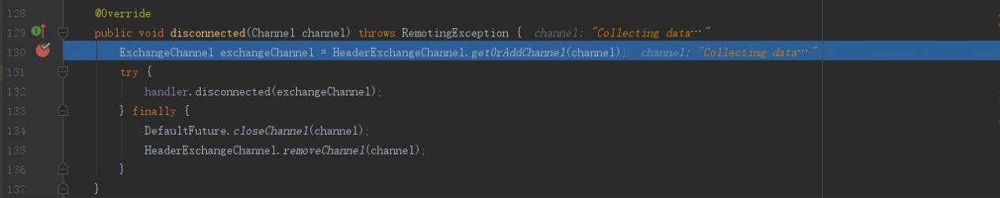 128 @Override
129 public void disconnected(Channel channel) throws RemotingException { channel: "Collecting data…"
130 ExchangeChannel exchangeChannel = HeaderExchangeChannel.getOrAddChannel(channel); channel: "Collecting data…"
131 try {
132 handler.disconnected(exchangeChannel);
133 } finally {
134 DefaultFuture.closeChannel(channel);
135 HeaderExchangeChannel.removeChannel(channel);
136 }
137 }